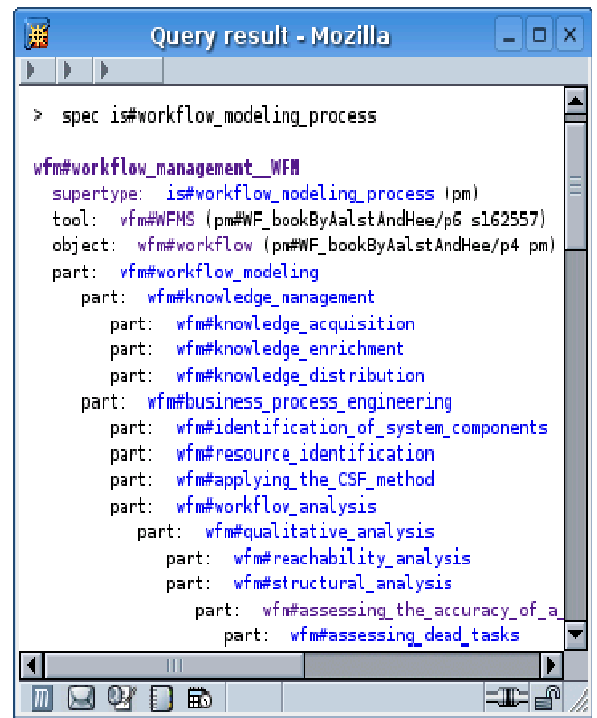 Query result - Mozilla
> spec is#workflow_modeling_process
wfm#workflow_management__WFM
supertype: is#workflow_modeling_process (pm)
tool: wfm#WFMS (pm#WF_bookByAalstAndHee/p6 s162557)
object: wfm#workflow (pm#WF_bookByAalstAndHee/p4 pm)
part: wfm#workflow_modeling
part: wfm#knowledge_management
part: wfm#knowledge_acquisition
part: wfm#knowledge_enrichment
part: wfm#knowledge_distribution
part: wfm#business_process_engineering
part: wfm#identification_of_system_components
part: wfm#resource_identification
part: wfm#applying_the_CSF_method
part: wfm#workflow_analysis
part: wfm#qualitative_analysis
part: wfm#reachability_analysis
part: wfm#structural_analysis
part: wfm#assessing_the_accuracy_of_a_
part: wfm#assessing_dead_tasks